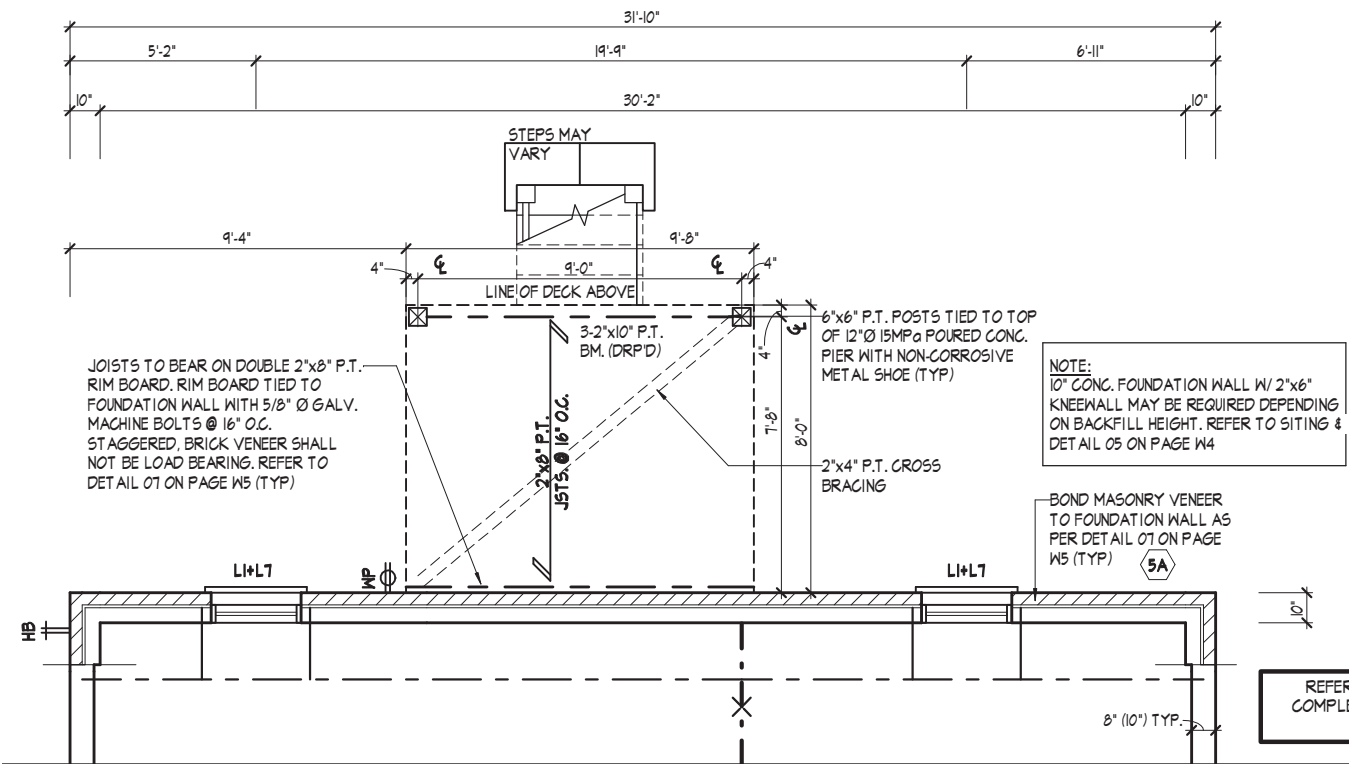 31'-10"
5'-2"
19'-9"
6'-11"
10"
30'-2"
10"
STEPS MAY
VARY
9'-4"
9'-8"
4"
℄
9'-0"
℄
4"
LINE OF DECK ABOVE
3-2"x10" P.T.
BM. (DRP'D)
6"x6" P.T. POSTS TIED TO TOP
OF 12"Ø 15MPa POURED CONC.
PIER WITH NON-CORROSIVE
METAL SHOE (TYP)
℄
4"
7'-8"
8'-0"
JOISTS TO BEAR ON DOUBLE 2"x8" P.T.
RIM BOARD. RIM BOARD TIED TO
FOUNDATION WALL WITH 5/8" Ø GALV.
MACHINE BOLTS @ 16" O.C.
STAGGERED, BRICK VENEER SHALL
NOT BE LOAD BEARING. REFER TO
DETAIL 07 ON PAGE W5 (TYP)
2"x8" P.T.
JSTS. @ 16" O.C.
NOTE:
10" CONC. FOUNDATION WALL W/ 2"x6"
KNEEWALL MAY BE REQUIRED DEPENDING
ON BACKFILL HEIGHT. REFER TO SITING &
DETAIL 05 ON PAGE W4
2"x4" P.T. CROSS
BRACING
BOND MASONRY VENEER
TO FOUNDATION WALL AS
PER DETAIL 07 ON PAGE
W5 (TYP)
5A
L1+L7
WP
L1+L7
HB
10"
8" (10") TYP.
REFER
COMPLE